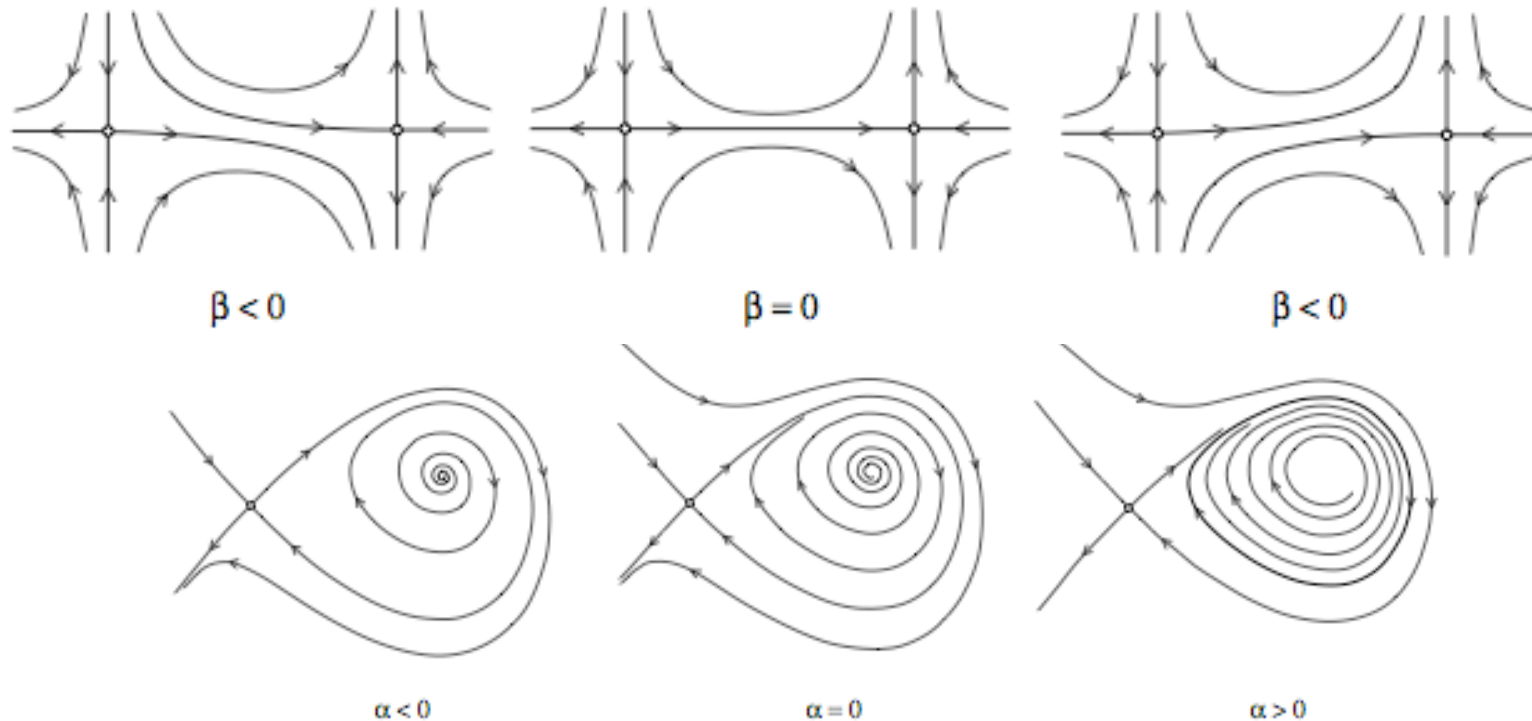 β < 0 β = 0 β < 0
α < 0 α = 0 α > 0